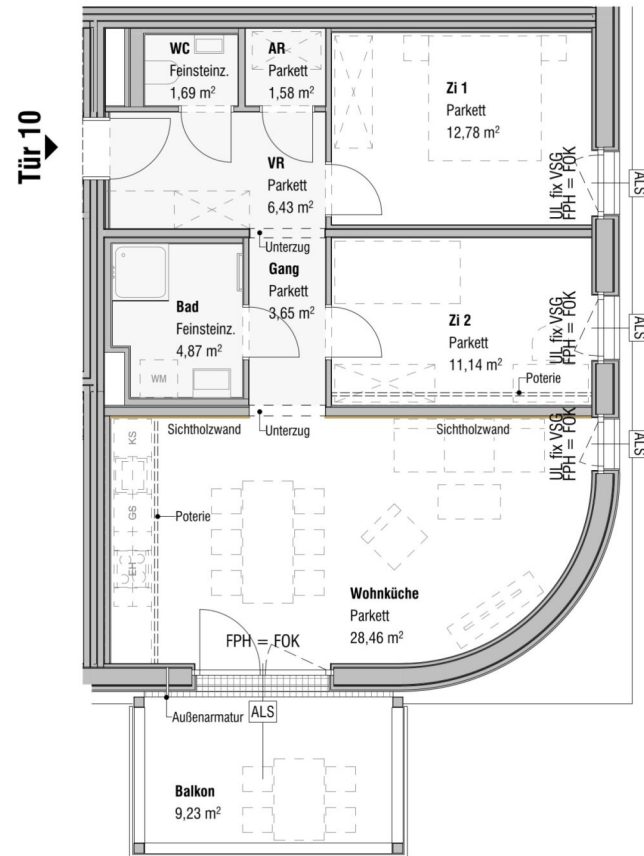 Tür 10
WC
Feinsteinz.
1,69 m²
AR
Parkett
1,58 m²
Zi 1
Parkett
12,78 m²
VR
Parkett
6,43 m²
UL fix VSG
FPH = FOK
ALS
Unterzug
Gang
Parkett
3,65 m²
Bad
Feinsteinz.
4,87 m²
WM
Zi 2
Parkett
11,14 m²
UL fix VSG
FPH = FOK
ALS
Poterie
Sichtholzwand
Unterzug
Sichtholzwand
UL fix VSG
FPH = FOK
ALS
KS
GS
EH
Poterie
Wohnküche
Parkett
28,46 m²
FPH = FOK
Außenarmatur
ALS
Balkon
9,23 m²